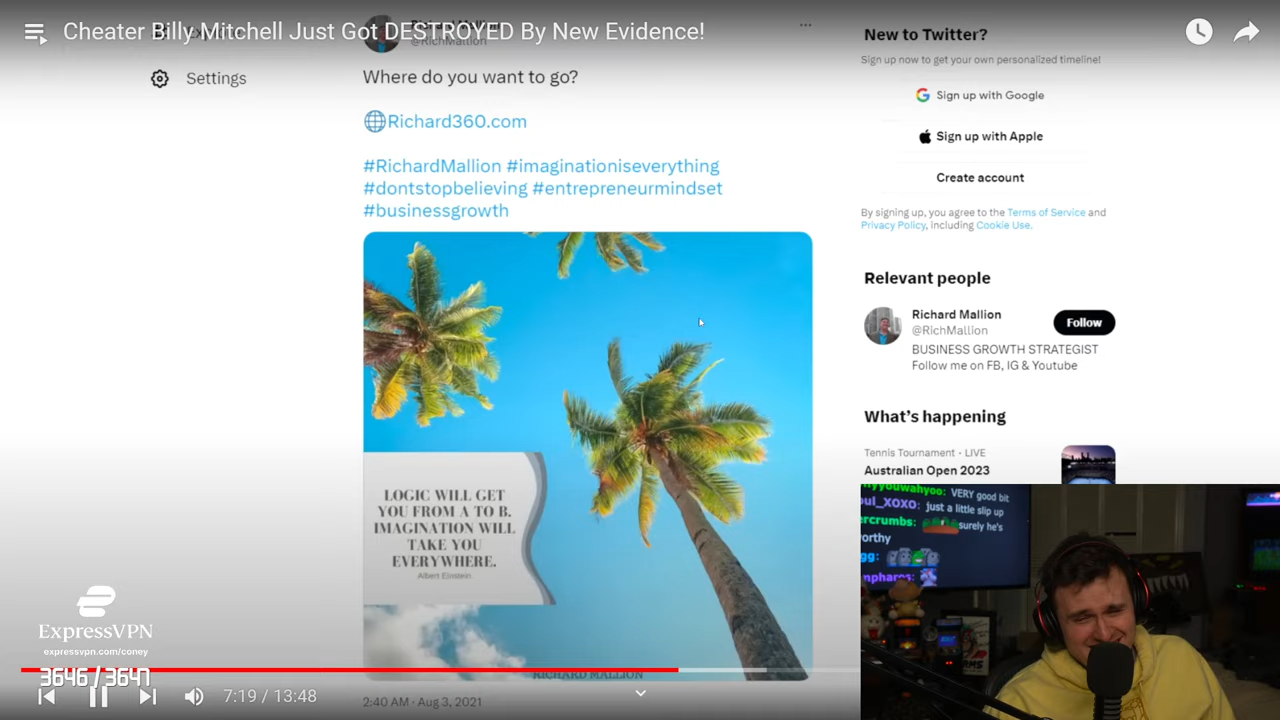 Cheater Billy Mitchell Just Got DESTROYED By New Evidence!
@RichMallion
Settings
Where do you want to go?
Richard360.com
#RichardMallion #imaginationiseverything
#dontstopbelieving #entrepreneurmindset
#businessgrowth
LOGIC WILL GET
YOU FROM A TO B.
IMAGINATION WILL
TAKE YOU
EVERYWHERE.
Albert Einstein
RICHARD MALLION
2:40 AM · Aug 3, 2021
New to Twitter?
Sign up now to get your own personalized timeline!
Sign up with Google
Sign up with Apple
Create account
By signing up, you agree to the Terms of Service and
Privacy Policy, including Cookie Use.
Relevant people
Richard Mallion
@RichMallion
Follow
BUSINESS GROWTH STRATEGIST
Follow me on FB, IG & Youtube
What's happening
Tennis Tournament · LIVE
Australian Open 2023
yyouwahyoo: VERY good bit
oul_XOXO: just a little slip up
ercrumbs: surely he's
orthy
gg:
mpharos:
ExpressVPN
expressvpn.com/coney
3646/3647
7:19 / 13:48